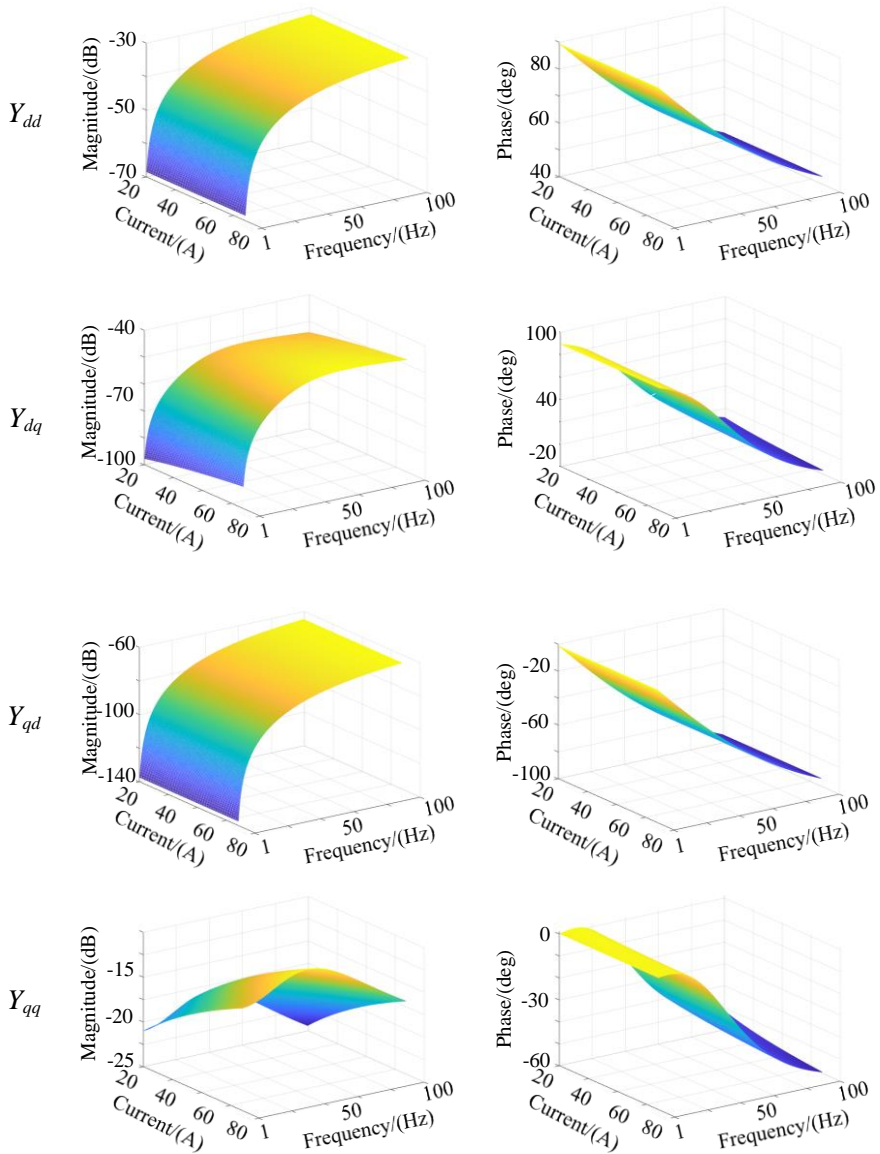 Y_dd
Magnitude/(dB)
-30
-50
-70
20
40
60
80
Current/(A)
1
50
100
Frequency/(Hz)
Phase/(deg)
80
60
40
20
40
60
80
Current/(A)
1
50
100
Frequency/(Hz)
Y_dq
Magnitude/(dB)
-40
-70
-100
20
40
60
80
Current/(A)
1
50
100
Frequency/(Hz)
Phase/(deg)
100
40
-20
20
40
60
80
Current/(A)
1
50
100
Frequency/(Hz)
Y_qd
Magnitude/(dB)
-60
-100
-140
20
40
60
80
Current/(A)
1
50
100
Frequency/(Hz)
Phase/(deg)
-20
-60
-100
20
40
60
80
Current/(A)
1
50
100
Frequency/(Hz)
Y_qq
Magnitude/(dB)
-15
-20
-25
20
40
60
80
Current/(A)
1
50
100
Frequency/(Hz)
Phase/(deg)
0
-30
-60
20
40
60
80
Current/(A)
1
50
100
Frequency/(Hz)